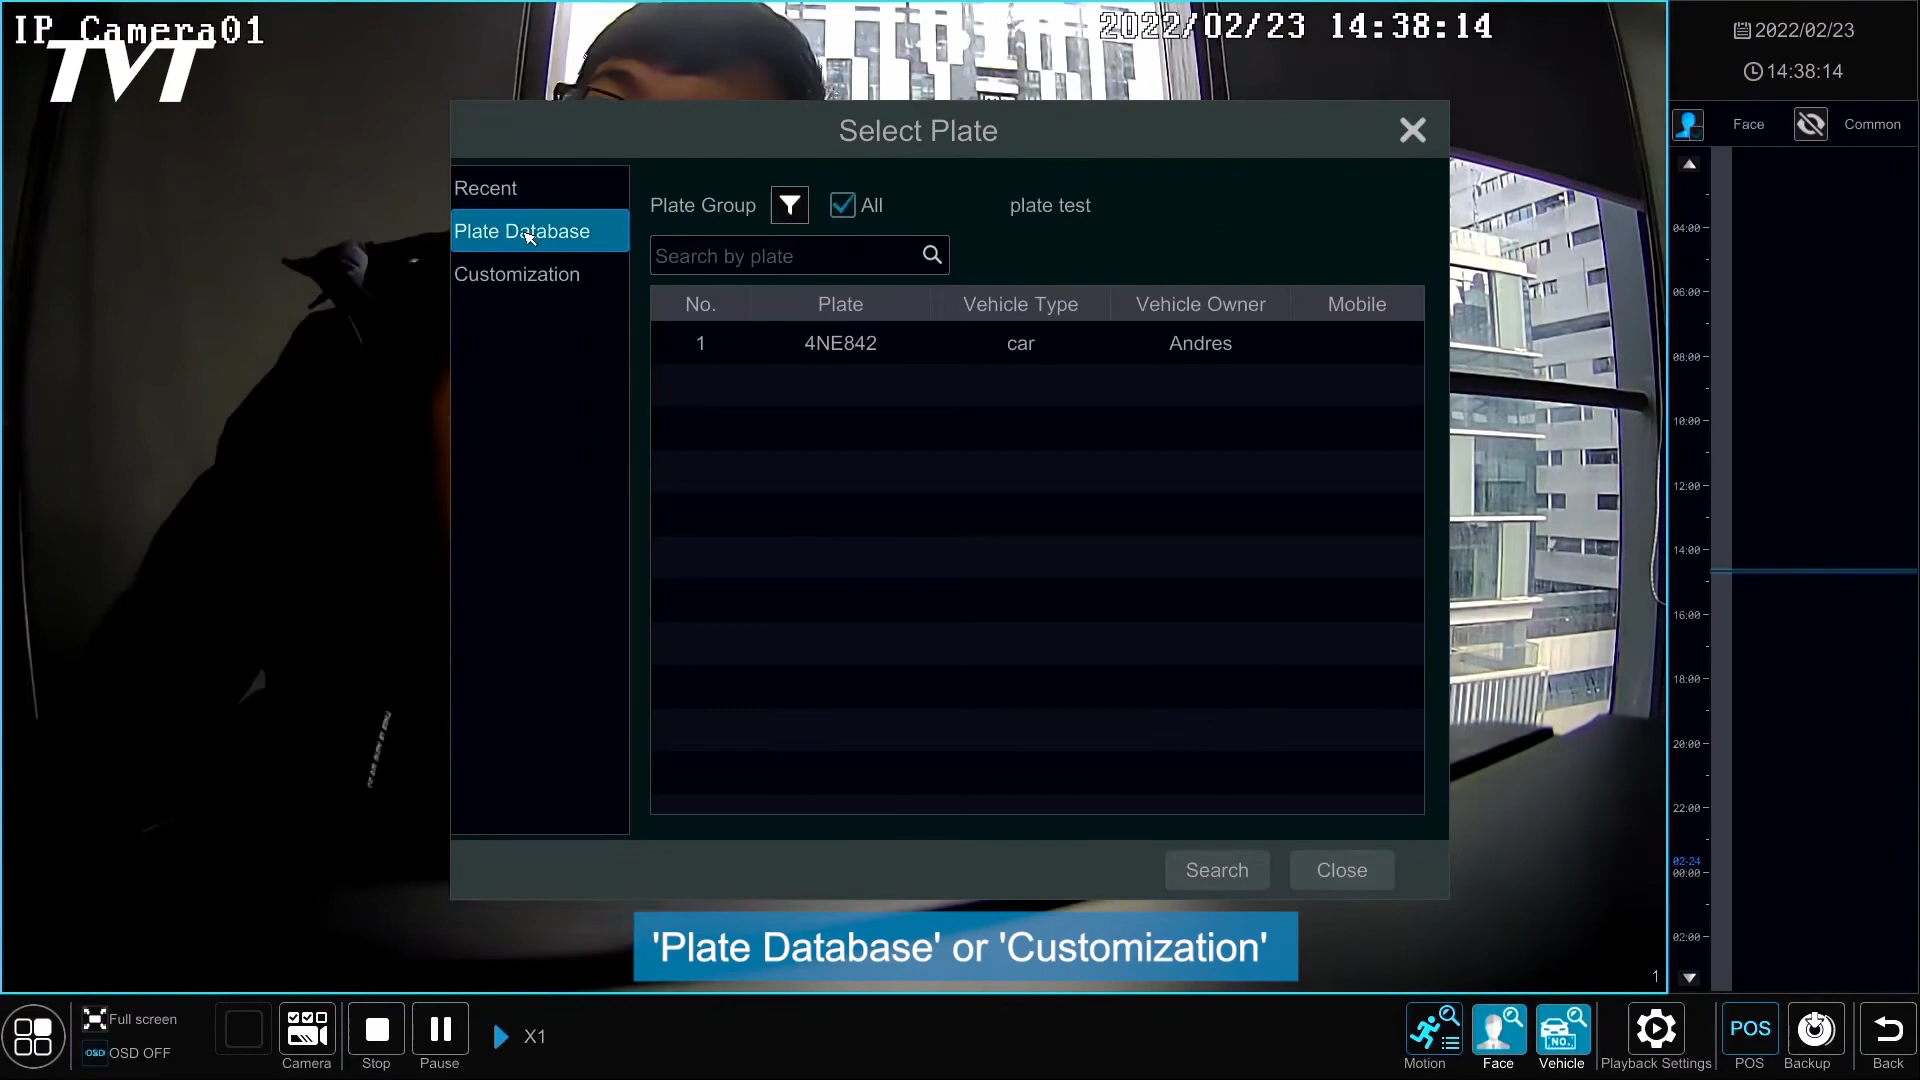 IP Camera01
2022/02/23 14:38:14
TVT
2022/02/23
14:38:14
Face
Common
Select Plate
Recent
Plate Database
Customization
Plate Group
All
plate test
Search by plate
No. Plate Vehicle Type Vehicle Owner Mobile
1 4NE842 car Andres
Search
Close
'Plate Database' or 'Customization'
04:00
06:00
08:00
10:00
12:00
14:00
16:00
18:00
20:00
22:00
02-24
00:00
02:00
1
Full screen
OSD OSD OFF
Camera
Stop
Pause
X1
Motion
Face
NO.
Vehicle
Playback Settings
POS
POS
Backup
Back